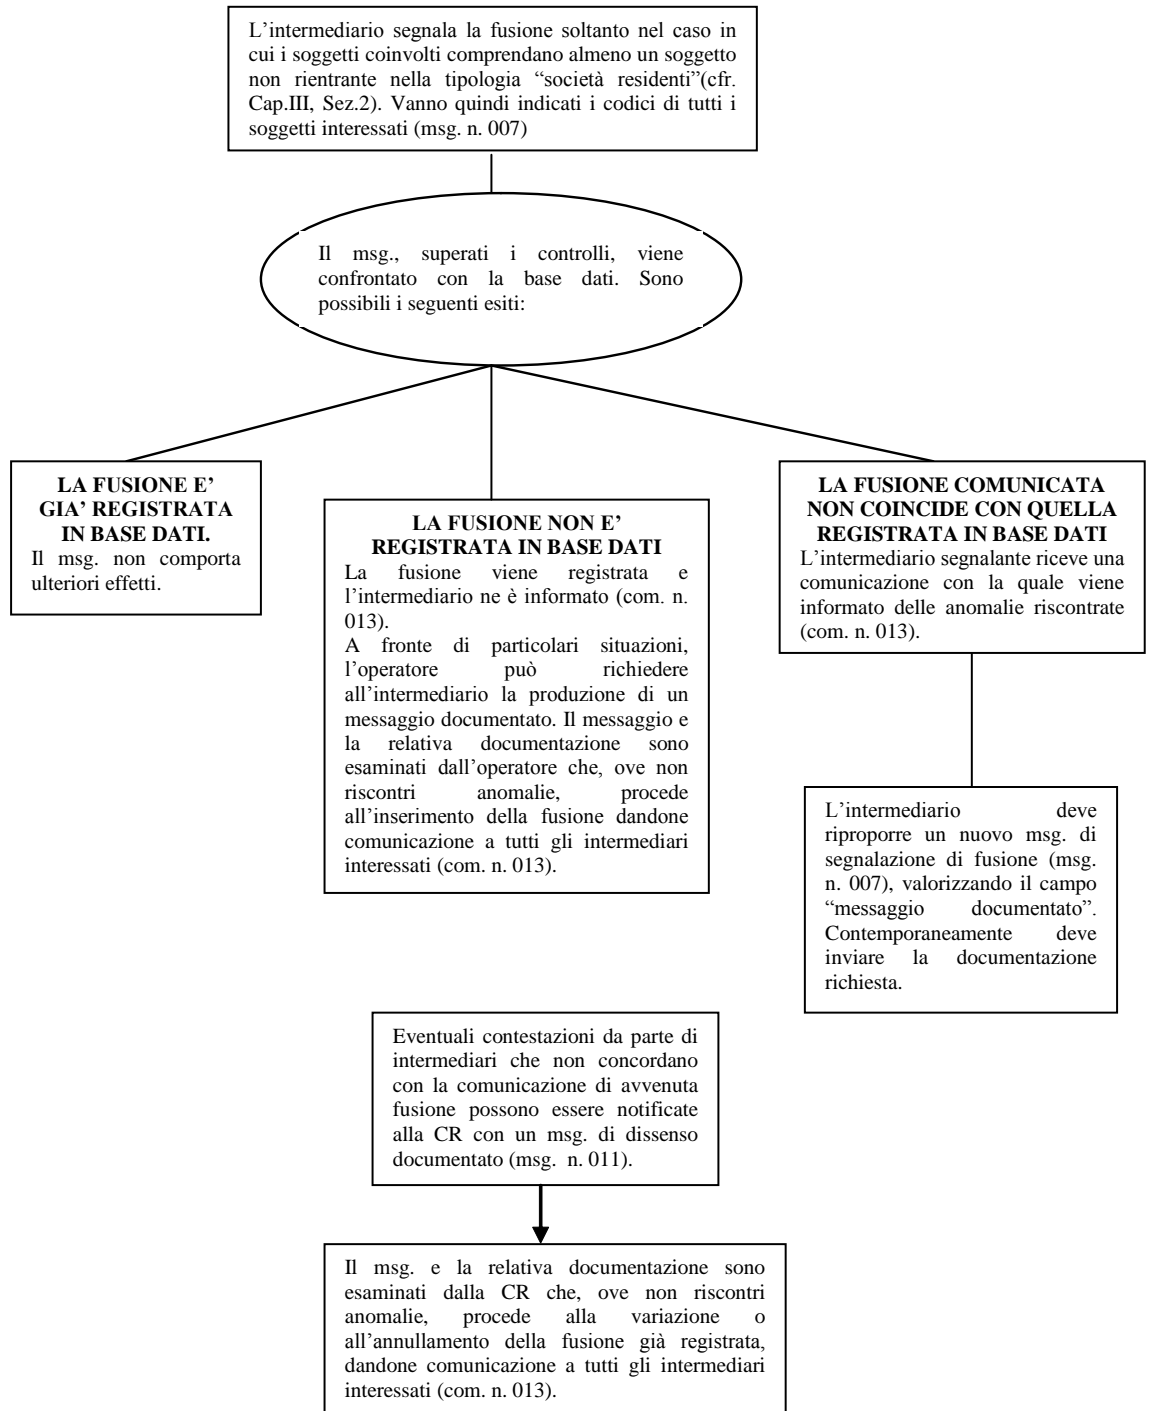 L'intermediario segnala la fusione soltanto nel caso in
cui i soggetti coinvolti comprendano almeno un soggetto
non rientrante nella tipologia “società residenti”(cfr.
Cap.III, Sez.2). Vanno quindi indicati i codici di tutti i
soggetti interessati (msg. n. 007)
Il msg., superati i controlli, viene
confrontato con la base dati. Sono
possibili i seguenti esiti:
LA FUSIONE E’
GIA’ REGISTRATA
IN BASE DATI.
Il msg. non comporta
ulteriori effetti.
LA FUSIONE NON E’
REGISTRATA IN BASE DATI
La fusione viene registrata e
l’intermediario ne è informato (com. n.
013).
A fronte di particolari situazioni,
l’operatore può richiedere
all’intermediario la produzione di un
messaggio documentato. Il messaggio e
la relativa documentazione sono
esaminati dall’operatore che, ove non
riscontri anomalie, procede
all’inserimento della fusione dandone
comunicazione a tutti gli intermediari
interessati (com. n. 013).
LA FUSIONE COMUNICATA
NON COINCIDE CON QUELLA
REGISTRATA IN BASE DATI
L’intermediario segnalante riceve una
comunicazione con la quale viene
informato delle anomalie riscontrate
(com. n. 013).
L’intermediario deve
riproporre un nuovo msg. di
segnalazione di fusione (msg.
n. 007), valorizzando il campo
“messaggio documentato”.
Contemporaneamente deve
inviare la documentazione
richiesta.
Eventuali contestazioni da parte di
intermediari che non concordano
con la comunicazione di avvenuta
fusione possono essere notificate
alla CR con un msg. di dissenso
documentato (msg. n. 011).
Il msg. e la relativa documentazione sono
esaminati dalla CR che, ove non riscontri
anomalie, procede alla variazione o
all’annullamento della fusione già registrata,
dandone comunicazione a tutti gli intermediari
interessati (com. n. 013).